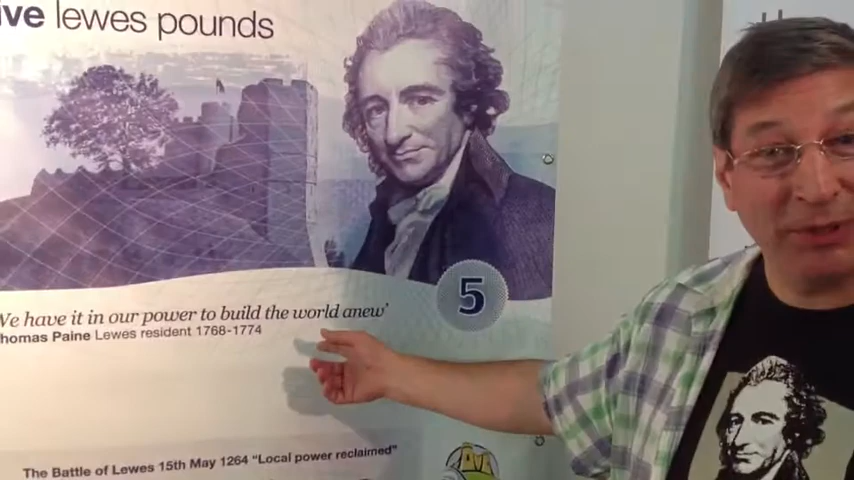 ive lewes pounds
We have it in our power to build the world anew'
homas Paine Lewes resident 1768-1774
5
The Battle of Lewes 15th May 1264 "Local power reclaimed"